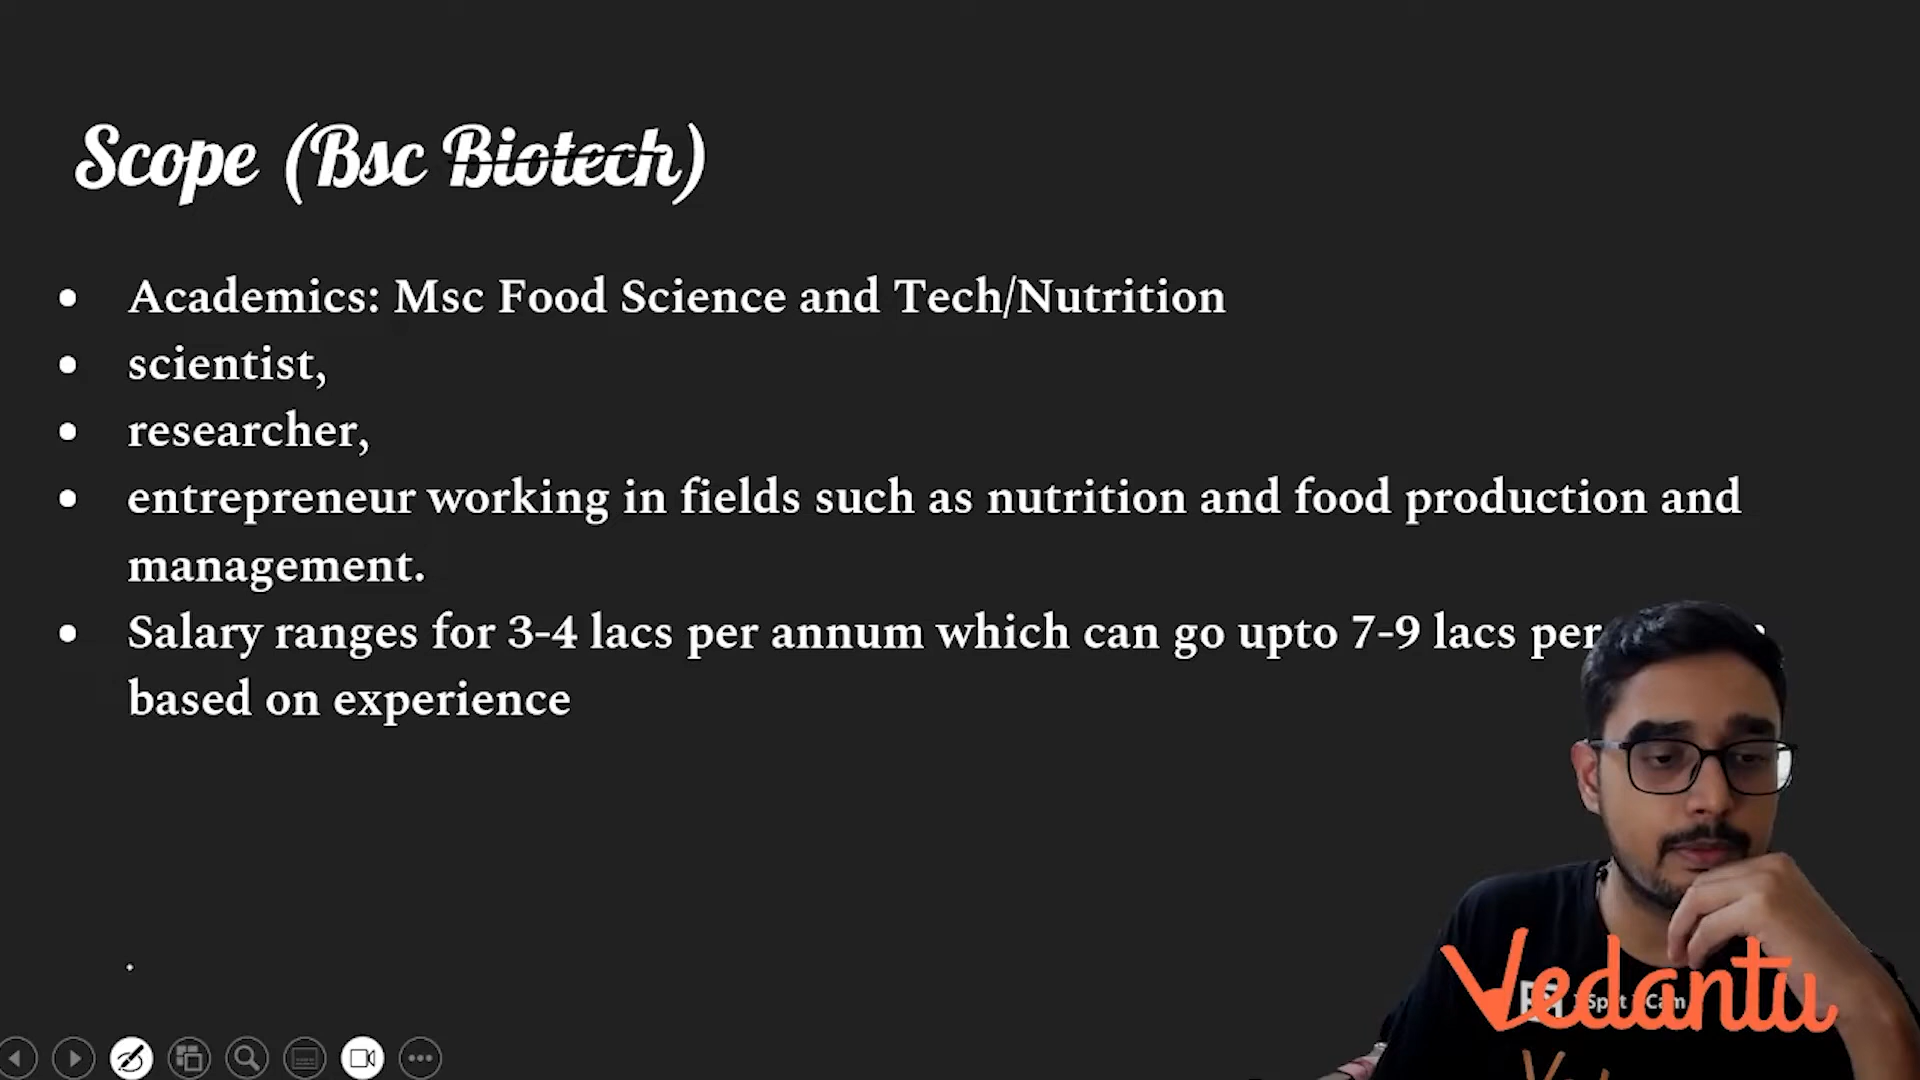 Scope (Bsc Biotech)
• Academics: Msc Food Science and Tech/Nutrition
• scientist,
• researcher,
• entrepreneur working in fields such as nutrition and food production and
management.
• Salary ranges for 3-4 lacs per annum which can go upto 7-9 lacs per
based on experience
Vedantu